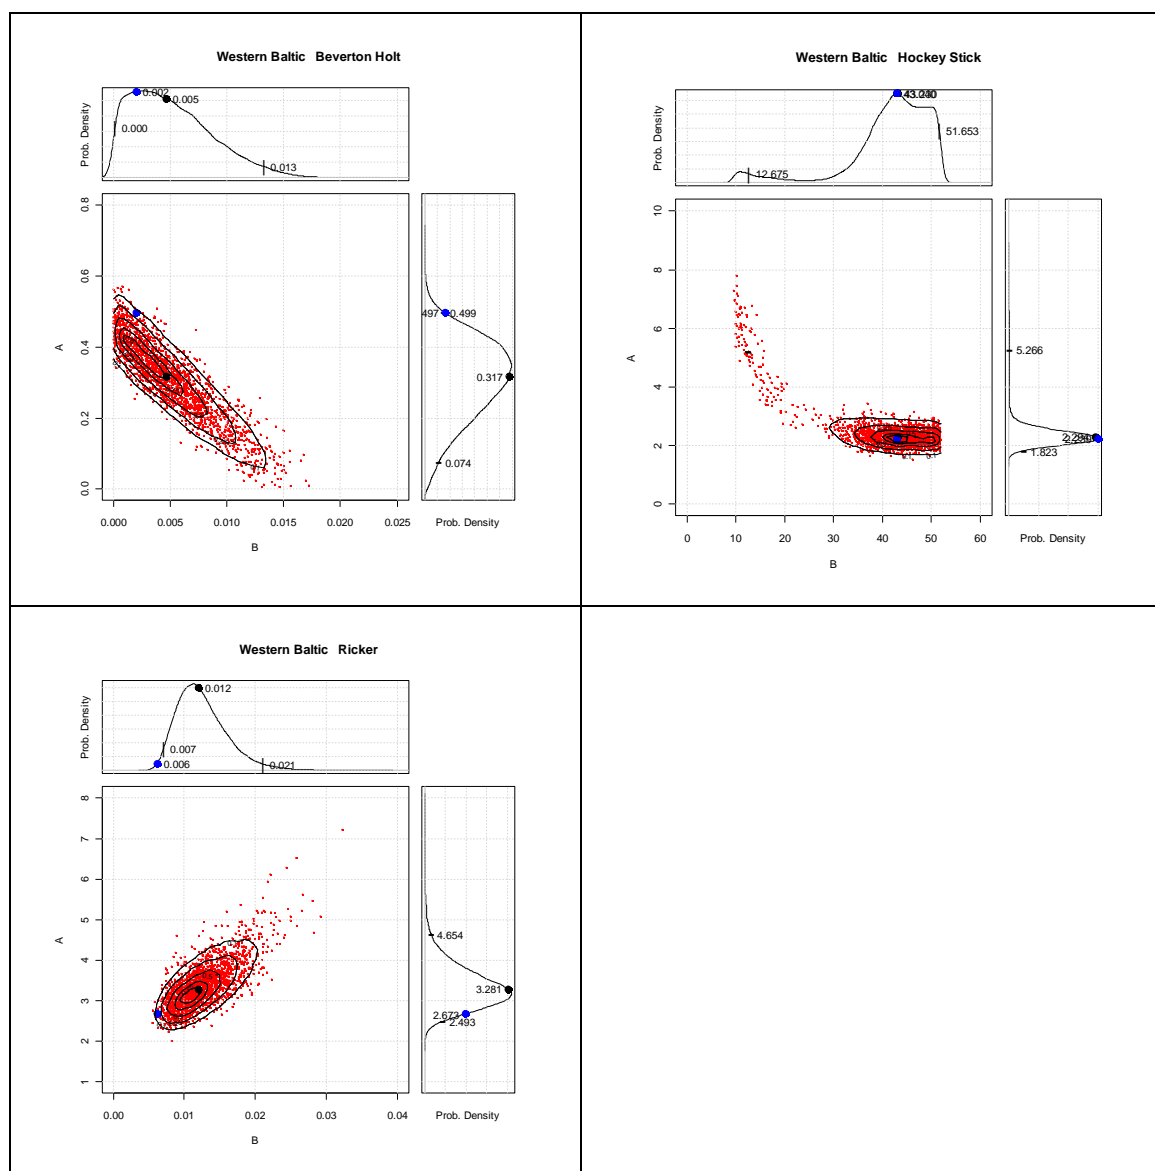 Western Baltic Beverton Holt
Prob. Density
0.002
0.005
0.000
0.013
0.8
0.6
0.4
0.2
0.0
A
0.499
0.317
0.074
0.000 0.005 0.010 0.015 0.020 0.025
Prob. Density
B
Western Baltic Hockey Stick
Prob. Density
51.653
12.675
10
8
6
4
2
0
A
5.266
1.823
0 10 20 30 40 50 60
Prob. Density
B
Western Baltic Ricker
Prob. Density
0.012
0.007
0.006
0.021
8
7
6
5
4
3
2
1
A
4.654
3.281
2.673
2.493
0.00 0.01 0.02 0.03 0.04
Prob. Density
B